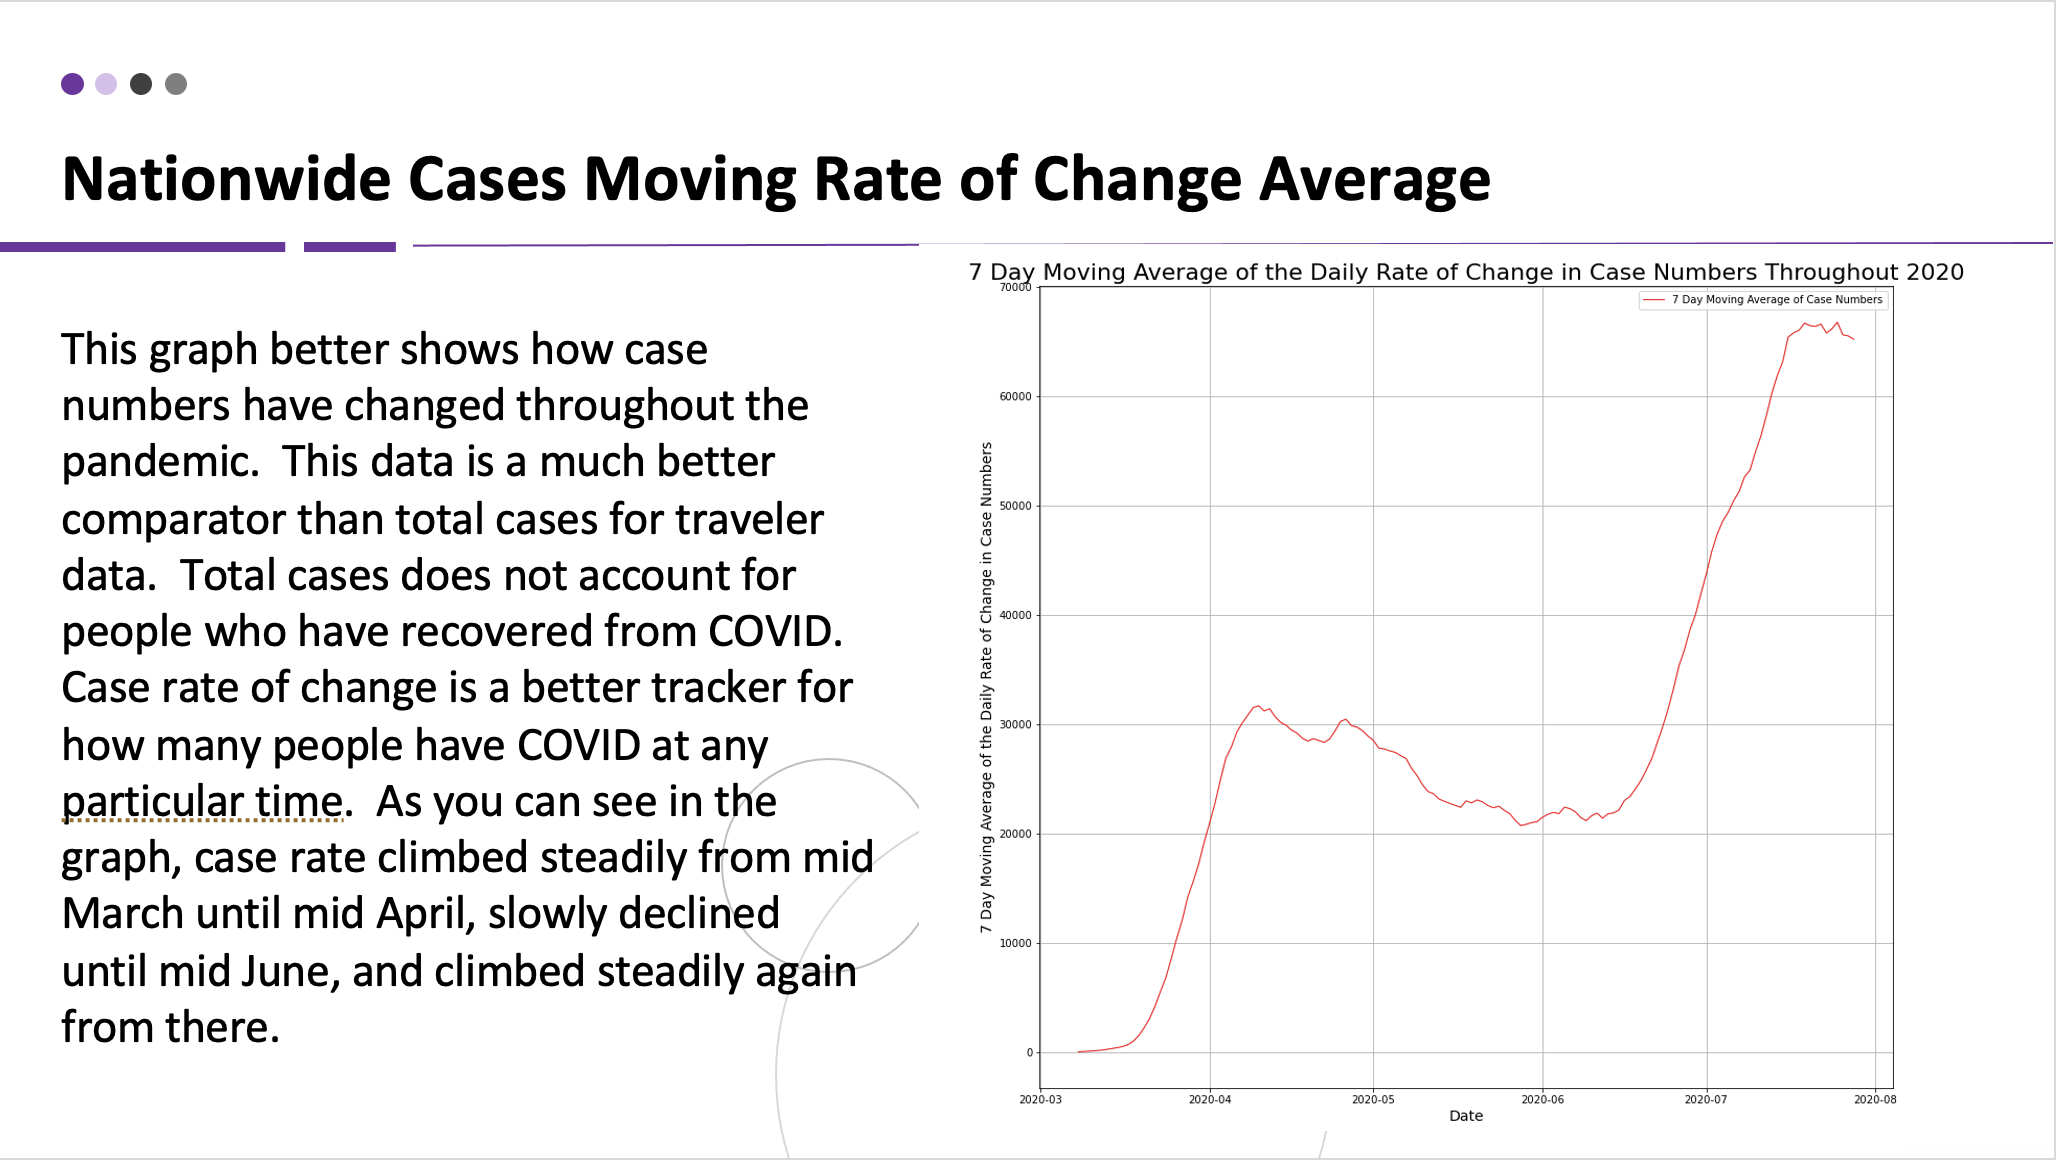 Nationwide Cases Moving Rate of Change Average
This graph better shows how case
numbers have changed throughout the
pandemic.  This data is a much better
comparator than total cases for traveler
data.  Total cases does not account for
people who have recovered from COVID.
Case rate of change is a better tracker for
how many people have COVID at any
particular time.  As you can see in the
graph, case rate climbed steadily from mid
March until mid April, slowly declined
until mid June, and climbed steadily again
from there.
7 Day Moving Average of the Daily Rate of Change in Case Numbers Throughout 2020
7 Day Moving Average of Case Numbers
7 Day Moving Average of the Daily Rate of Change in Case Numbers
70000
60000
50000
40000
30000
20000
10000
0
2020-03 2020-04 2020-05 2020-06 2020-07 2020-08
Date